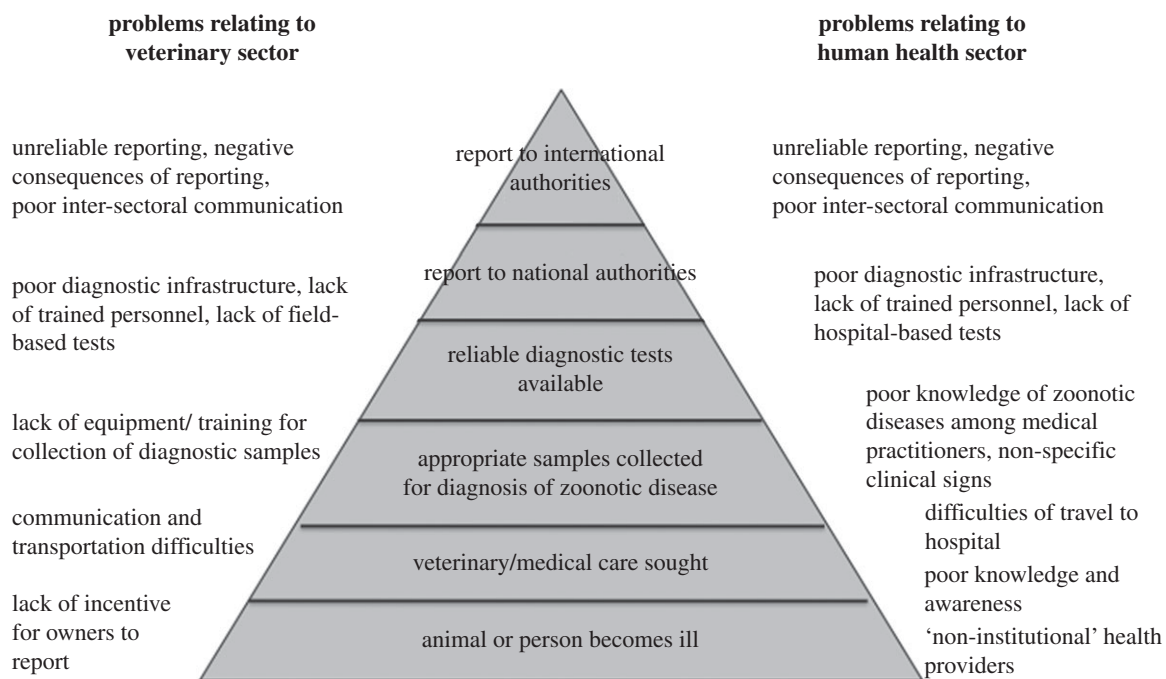 problems relating to
veterinary sector
problems relating to
human health sector
unreliable reporting, negative
consequences of reporting,
poor inter-sectoral communication
report to international
authorities
unreliable reporting, negative
consequences of reporting,
poor inter-sectoral communication
poor diagnostic infrastructure, lack
of trained personnel, lack of field-
based tests
report to national authorities
poor diagnostic infrastructure,
lack of trained personnel, lack of
hospital-based tests
reliable diagnostic tests
available
lack of equipment/ training for
collection of diagnostic samples
appropriate samples collected
for diagnosis of zoonotic disease
poor knowledge of zoonotic
diseases among medical
practitioners, non-specific
clinical signs
communication and
transportation difficulties
veterinary/medical care sought
difficulties of travel to
hospital
poor knowledge and
awareness
lack of incentive
for owners to
report
animal or person becomes ill
‘non-institutional’ health
providers